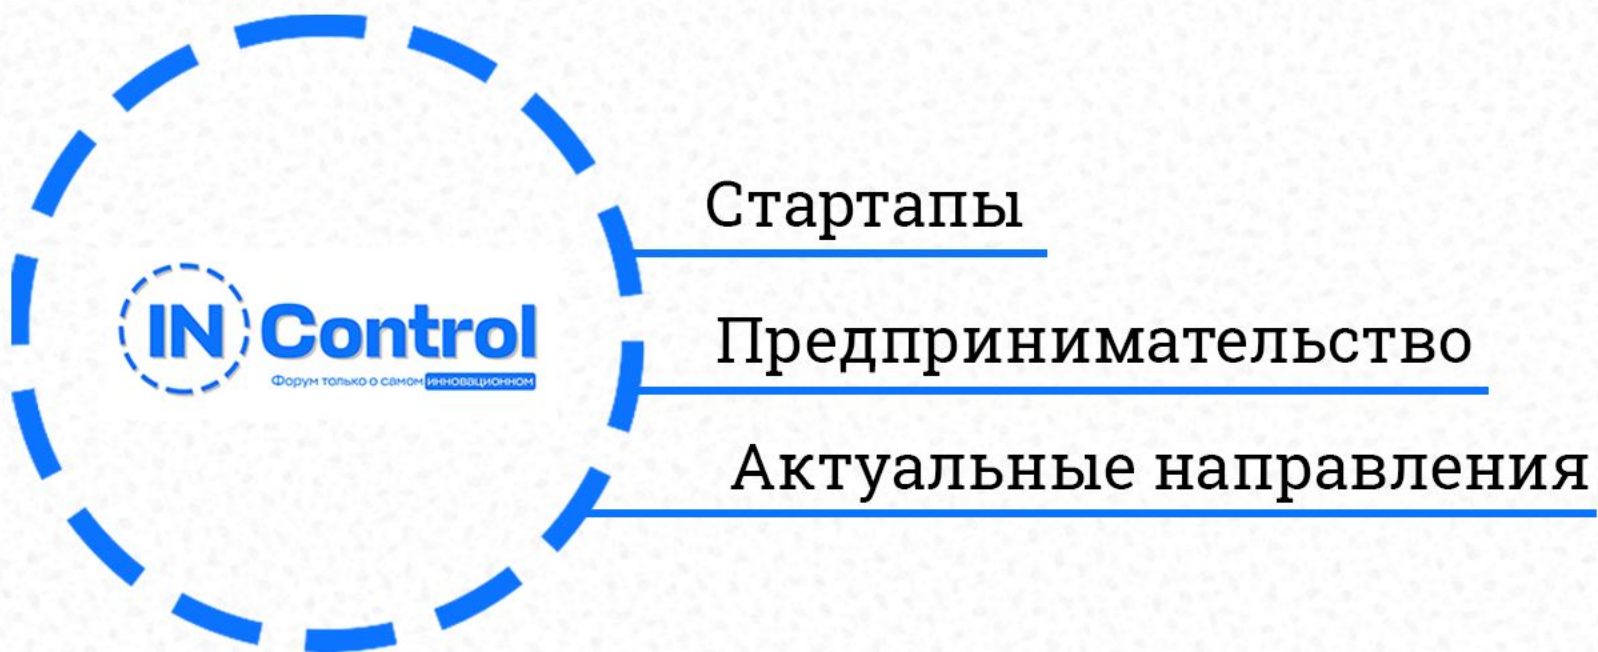 Стартапы
IN Control
Форум только о самом инновационном
Предпринимательство
Актуальные направления